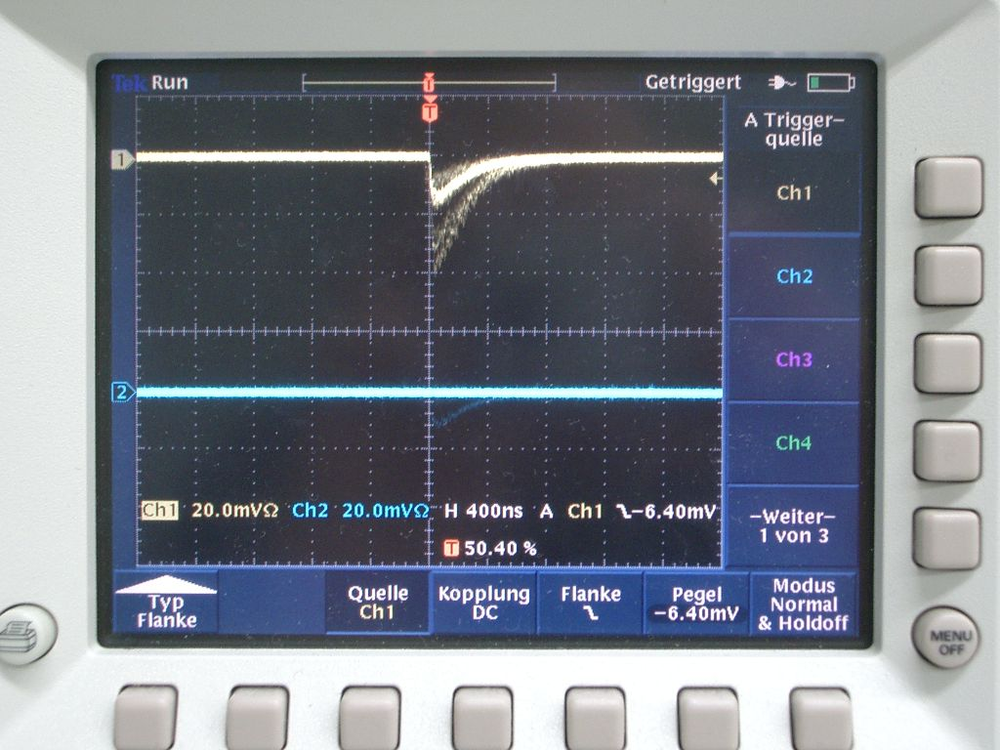 Tek Run
Getriggert
T
T
A Trigger-
quelle
1
Ch1
Ch2
Ch3
2
Ch4
Ch1 20.0mVΩ Ch2 20.0mVΩ H 400ns A Ch1 -6.40mV
T 50.40 %
-Weiter-
1 von 3
Typ
Flanke
Quelle
Ch1
Kopplung
DC
Flanke
Pegel
-6.40mV
Modus
Normal
& Holdoff
MENU
OFF